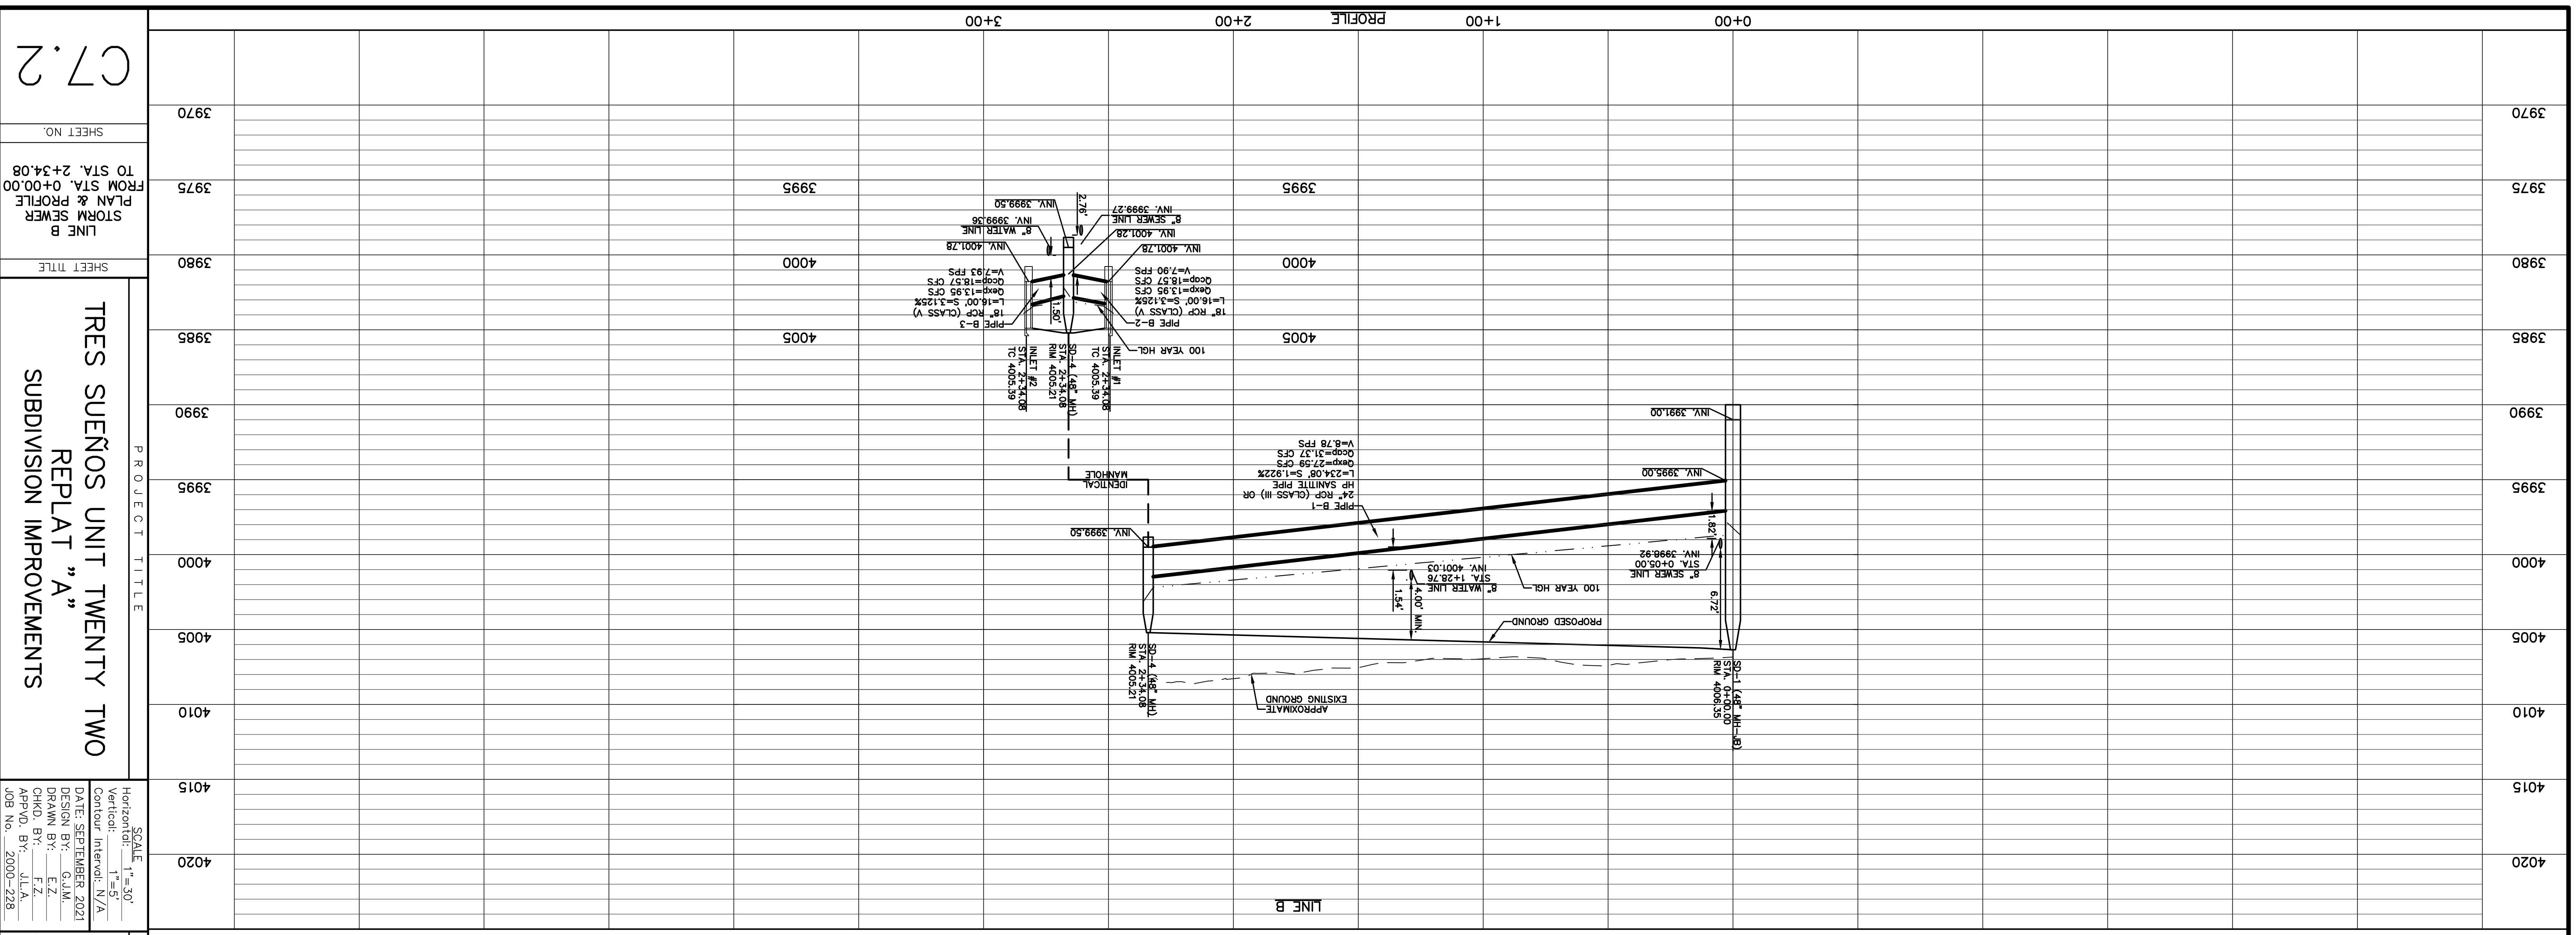 LINE B
4020
4020
4015
4015
4010
4010
4005
4005
4000
4000
3995
3995
3990
3990
3985
3985
3980
3980
3975
3975
3970
3970
SD-1 (48" MH-JB)
STA. 0+00.00
RIM 4006.35
APPROXIMATE
EXISTING GROUND
SD-4 (48" MH)
STA. 2+34.08
RIM 4005.21
PROPOSED GROUND
6.72'
4.00' MIN.
1.54'
100 YEAR HGL
8" WATER LINE
STA. 1+28.76
INV. 4001.03
8" SEWER LINE
STA. 0+05.00
INV. 3998.92
1.82'
INV. 3999.50
INV. 3995.00
INV. 3991.00
PIPE B-1
24" RCP (CLASS III) OR
HP SANITITE PIPE
L=234.08' S=1.922%
Qexp=27.59 CFS
Qcap=31.37 CFS
V=8.78 FPS
IDENTICAL
MANHOLE
INLET #1
STA. 2+34.08
TC 4005.39
SD-4 (48" MH)
STA. 2+34.08
RIM 4005.21
INLET #2
STA. 2+34.08
TC 4005.39
100 YEAR HGL
4005
4005
PIPE B-2
18" RCP (CLASS V)
L=16.00' S=3.125%
Qexp=13.95 CFS
Qcap=18.57 CFS
V=7.90 FPS
1.50'
PIPE B-3
18" RCP (CLASS V)
L=16.00' S=3.125%
Qexp=13.95 CFS
Qcap=18.57 CFS
V=7.93 FPS
4000
4000
INV. 4001.78
INV. 4001.28
INV. 4001.78
8" SEWER LINE
INV. 3999.27
8" WATER LINE
INV. 3999.36
INV. 3999.50
2.76'
3995
3995
0+00
1+00
PROFILE
2+00
3+00
SCALE
Horizontal: 1"=30'
Vertical: 1"=5'
Contour Interval: N/A
DATE: SEPTEMBER 2021
DESIGN BY: G.J.M.
DRAWN BY: E.Z.
CHKD. BY: F.Z.
APPVD. BY: J.L.A.
JOB No. 2000-228
PROJECT TITLE
TRES SUEÑOS UNIT TWENTY TWO
REPLAT "A"
SUBDIVISION IMPROVEMENTS
SHEET TITLE
LINE B
STORM SEWER
PLAN & PROFILE
FROM STA. 0+00.00
TO STA. 2+34.08
SHEET NO.
C7.2